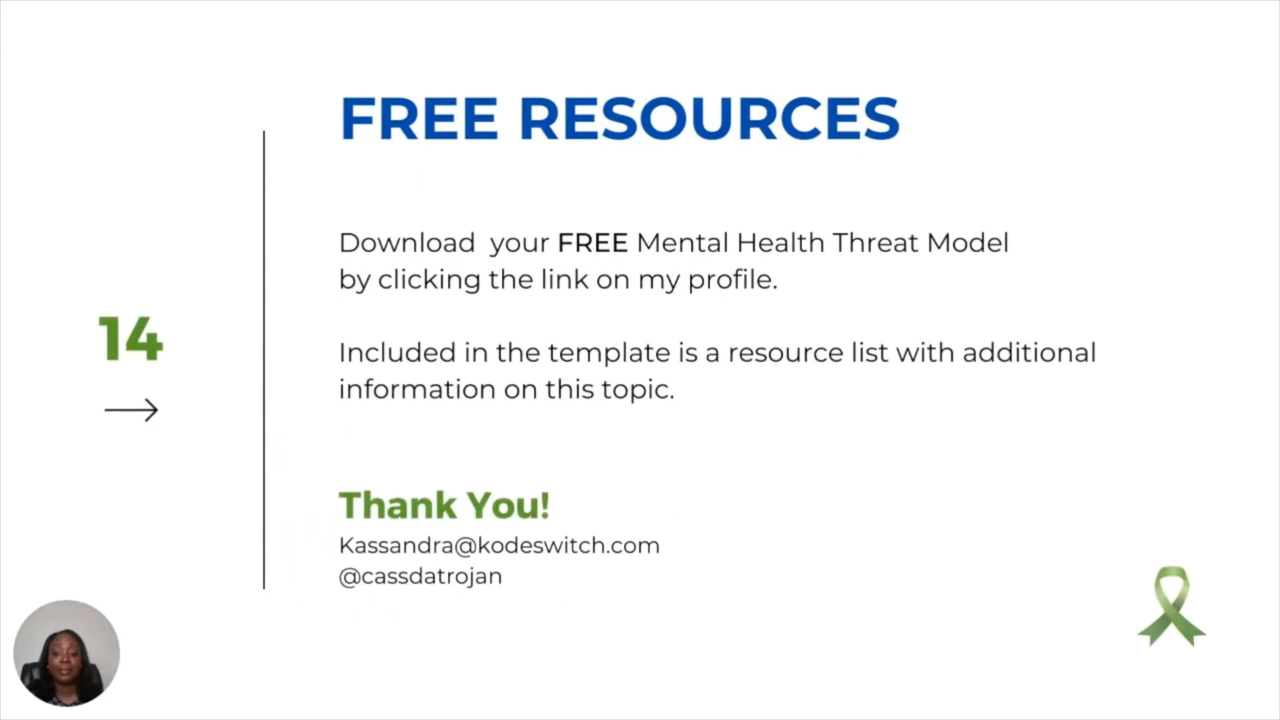 FREE RESOURCES
Download your FREE Mental Health Threat Model
by clicking the link on my profile.
14
Included in the template is a resource list with additional
information on this topic.
Thank You!
Kassandra@kodeswitch.com
@cassdatrojan